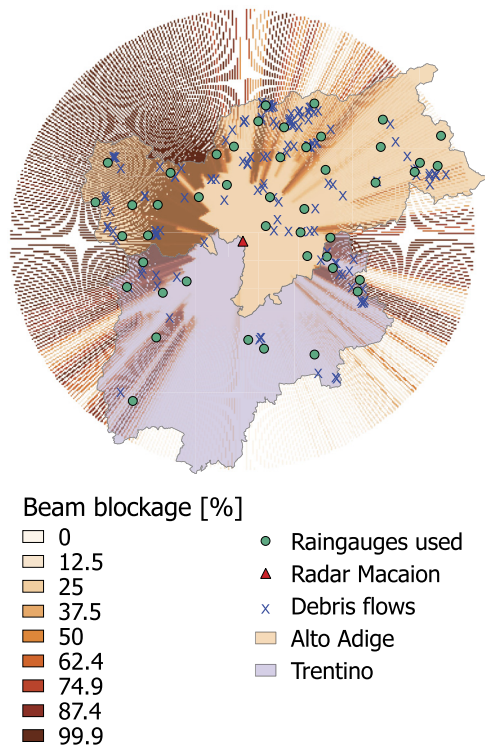 Beam blockage [%]
0
12.5
25
37.5
50
62.4
74.9
87.4
99.9
Raingauges used
Radar Macaion
Debris flows
Alto Adige
Trentino